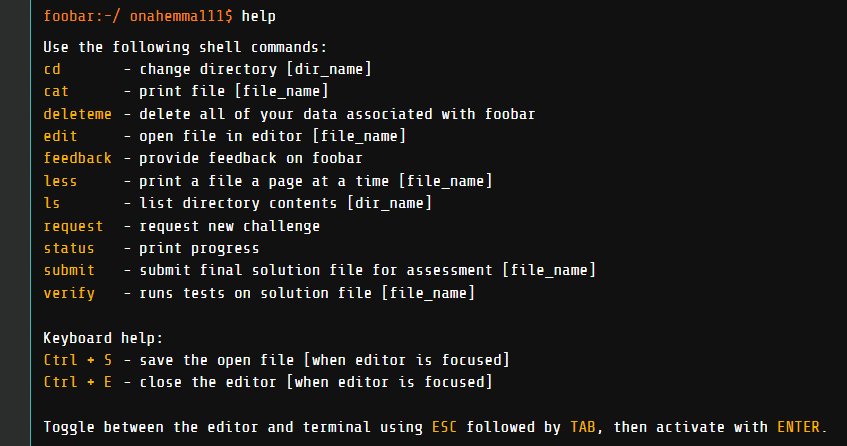 foobar:~/ onahemma111$ help
Use the following shell commands:
cd - change directory [dir_name]
cat - print file [file_name]
deleteme - delete all of your data associated with foobar
edit - open file in editor [file_name]
feedback - provide feedback on foobar
less - print a file a page at a time [file_name]
ls - list directory contents [dir_name]
request - request new challenge
status - print progress
submit - submit final solution file for assessment [file_name]
verify - runs tests on solution file [file_name]
Keyboard help:
Ctrl + S - save the open file [when editor is focused]
Ctrl + E - close the editor [when editor is focused]
Toggle between the editor and terminal using ESC followed by TAB, then activate with ENTER.